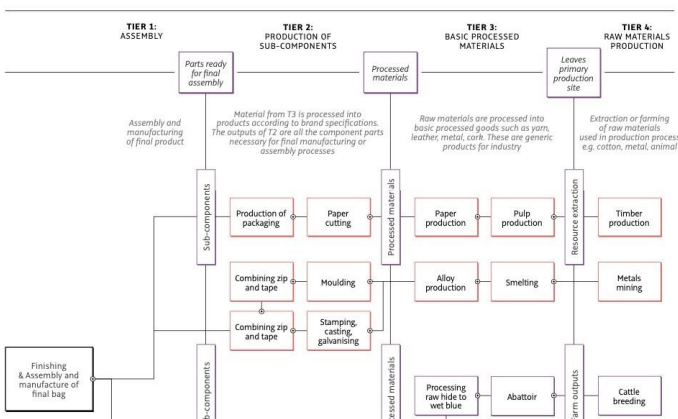 TIER 1:
ASSEMBLY
TIER 2:
PRODUCTION OF
SUB-COMPONENTS
TIER 3:
BASIC PROCESSED
MATERIALS
TIER 4:
RAW MATERIALS
PRODUCTION
Parts ready
for final
assembly
Processed
materials
Leaves
primary
production
site
Assembly and
manufacturing
of final product
Material from T3 is processed into
products according to brand specifications.
The outputs of T2 are all the component parts
necessary for final manufacturing or
assembly processes
Raw materials are processed into
basic processed goods such as yarn,
leather, metal, cork. These are generic
products for industry
Extraction or farming
of raw materials
used in production process
e.g. cotton, metal, animal
Sub-components
Production of
packaging
Paper
cutting
Processed materials
Paper
production
Pulp
production
Resource extraction
Timber
production
Combining zip
and tape
Moulding
Alloy
production
Smelting
Metals
mining
Combining zip
and tape
Stamping,
casting,
galvanising
Finishing
& Assembly and
manufacture of
final bag
-components
essed materials
Processing
raw hide to
wet blue
Abattoir
arm outputs
Cattle
breeding